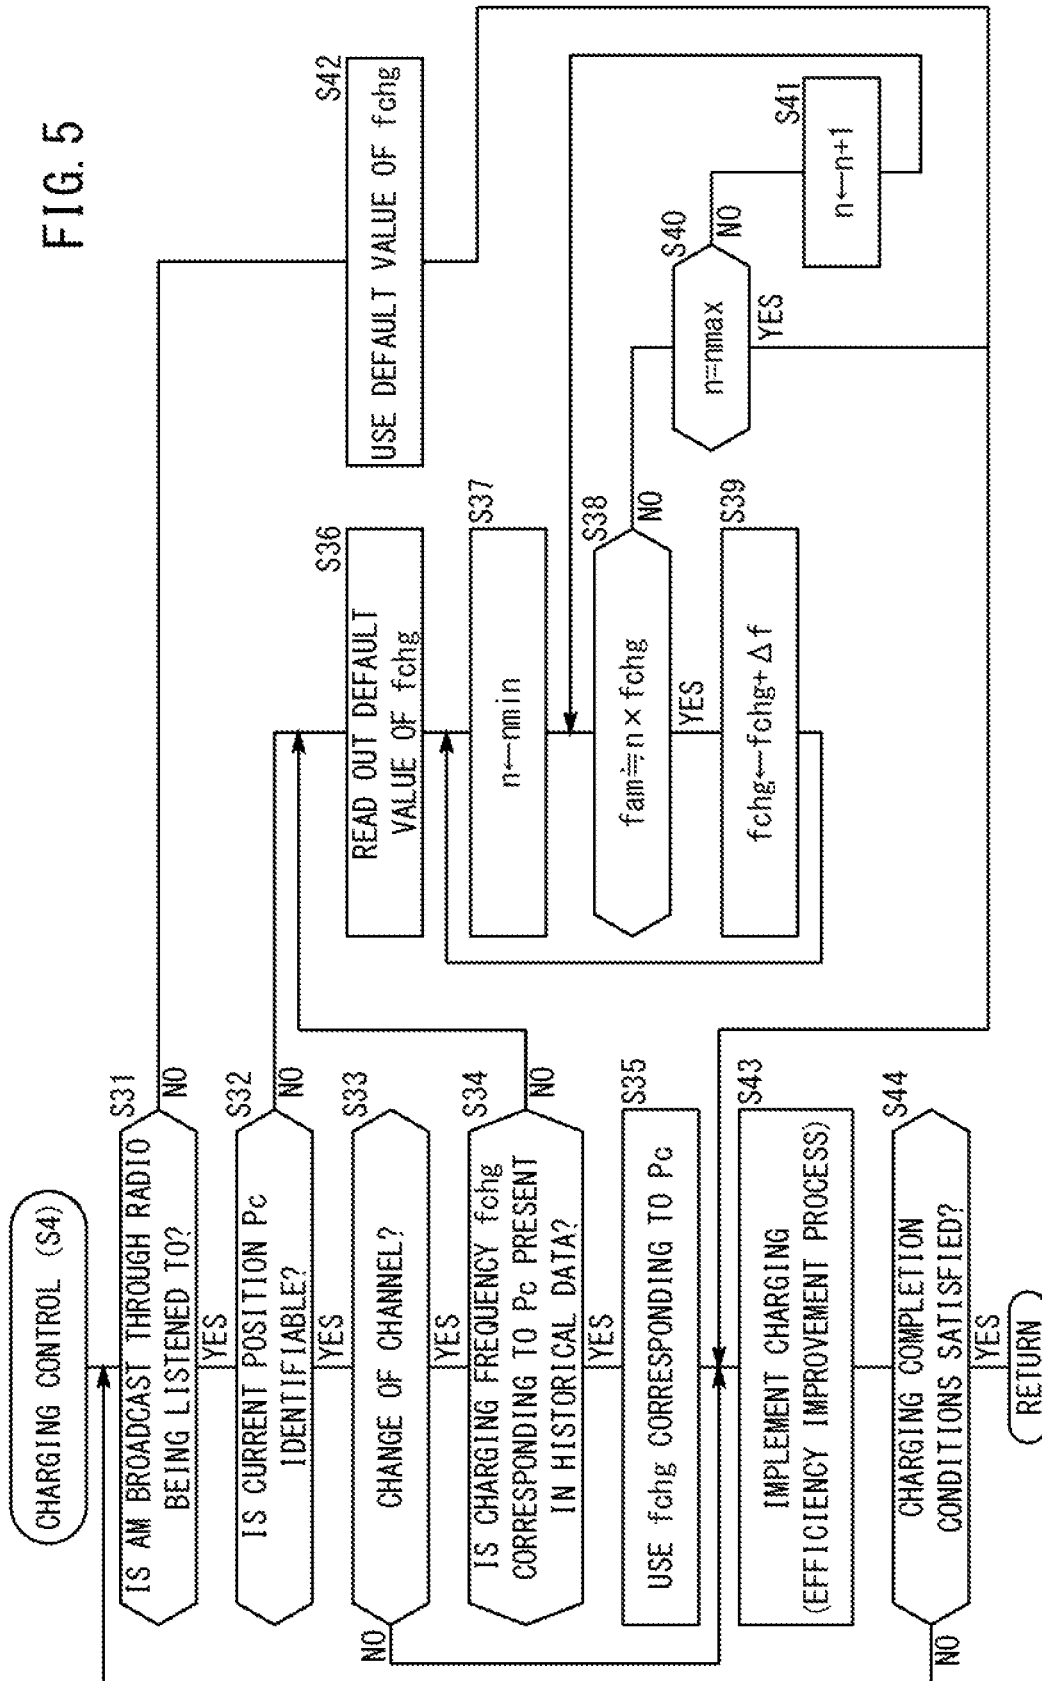 FIG. 5
CHARGING CONTROL (S4)
S31
IS AM BROADCAST THROUGH RADIO
BEING LISTENED TO?
NO
YES
S32
IS CURRENT POSITION Pc
IDENTIFIABLE?
NO
YES
S33
CHANGE OF CHANNEL?
NO
YES
S34
IS CHARGING FREQUENCY fchg
CORRESPONDING TO Pc PRESENT
IN HISTORICAL DATA?
NO
YES
S35
USE fchg CORRESPONDING TO Pc
S36
READ OUT DEFAULT
VALUE OF fchg
S37
n←nmin
S38
fam≒n×fchg
NO
YES
S39
fchg←fchg+Δf
S40
n=nmax
NO
YES
S41
n←n+1
S42
USE DEFAULT VALUE OF fchg
S43
IMPLEMENT CHARGING
(EFFICIENCY IMPROVEMENT PROCESS)
S44
CHARGING COMPLETION
CONDITIONS SATISFIED?
NO
YES
RETURN